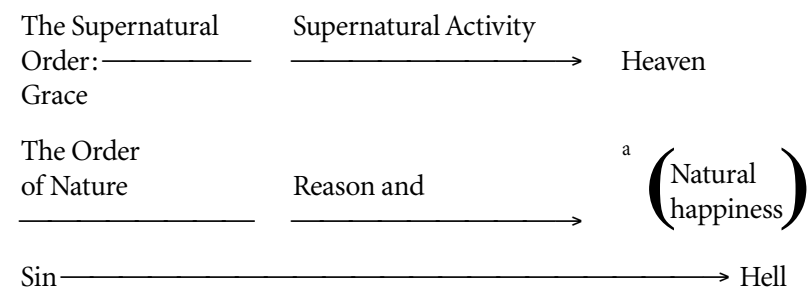 The Supernatural Supernatural Activity
Order: Heaven
Grace
The Order
of Nature Reason and a (Natural
happiness)
Sin Hell